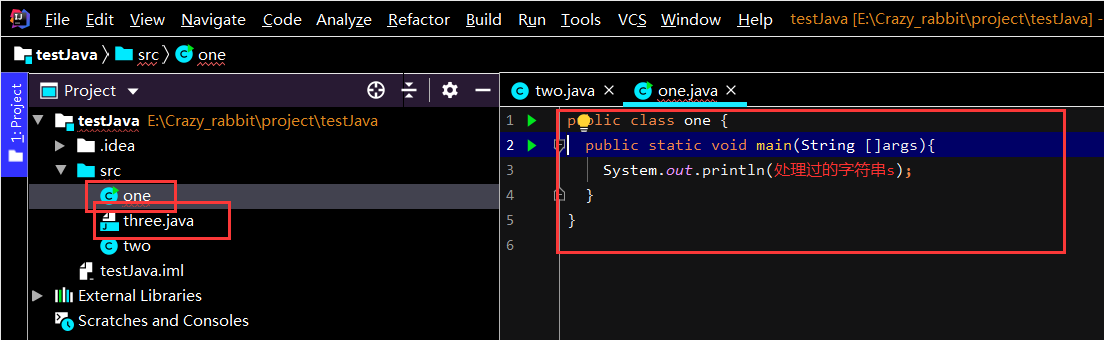 File Edit View Navigate Code Analyze Refactor Build Run Tools VCS Window Help testJava [E:\Crazy_rabbit\project\testJava] -
testJava src one
1: Project
Project
two.java one.java
testJava E:\Crazy_rabbit\project\testJava
.idea
src
one
three.java
two
testJava.iml
External Libraries
Scratches and Consoles
1 public class one {
2 public static void main(String []args){
3 System.out.println(处理过的字符串s);
4 }
5 }
6